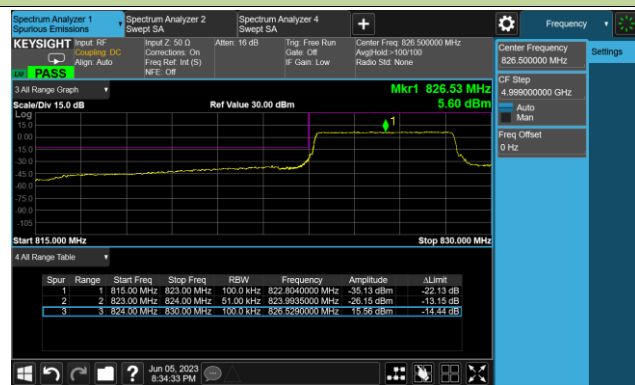 Spectrum Analyzer 1
Spurious Emissions
Spectrum Analyzer 2
Swept SA
Spectrum Analyzer 4
Swept SA
Frequency
KEYSIGHT
Input: RF
Coupling: DC
Align: Auto
Input Z: 50 Ω
Corrections: On
Freq Ref: Int (S)
NFE: Off
Atten: 16 dB
Trig: Free Run
Gate: Off
IF Gain: Low
Center Freq: 826.500000 MHz
Avg|Hold:>100/100
Radio Std: None
PASS
Center Frequency
826.500000 MHz
Settings
CF Step
4.999000000 GHz
Auto
Man
Freq Offset
0 Hz
3 All Range Graph
Mkr1 826.53 MHz
Scale/Div 15.0 dB
Ref Value 30.00 dBm
5.60 dBm
Log
15.0
0.00
-15.0
-30.0
-45.0
-60.0
-75.0
-90.0
-105
1
Start 815.000 MHz
Stop 830.000 MHz
4 All Range Table
Spur Range Start Freq Stop Freq RBW Frequency Amplitude ΔLimit
1 1 815.00 MHz 823.00 MHz 100.0 kHz 822.8040000 MHz -35.13 dBm -22.13 dB
2 2 823.00 MHz 824.00 MHz 51.00 kHz 823.9935000 MHz -26.15 dBm -13.15 dB
3 3 824.00 MHz 830.00 MHz 100.0 kHz 826.5290000 MHz 15.56 dBm -14.44 dB
Jun 05, 2023
8:34:33 PM